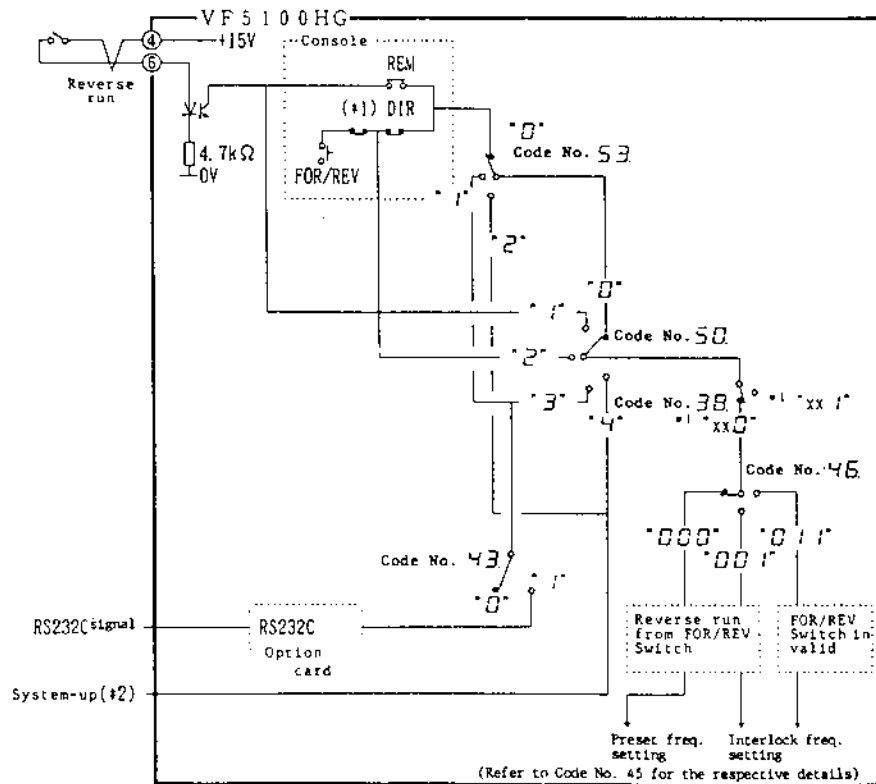 VF5100HG
4
+15V
6
Reverse
run
Console
REM
(*1) DIR
4.7kΩ
0V
FOR/REV
"0"
Code No. 53.
"1"
"2"
"0"
"1"
Code No. 50.
"2"
"3"
"4"
Code No. 38.
*1 "xx 1"
*1 "xx0"
Code No. 46.
"000"
"001"
"011"
Code No. 43.
"0"
"1"
RS232C signal
RS232C
Option
card
Reverse run
from FOR/REV
Switch
FOR/REV
Switch in
valid
System-up(*2)
Preset freq.
setting
Interlock freq.
setting
(Refer to Code No. 45 for the respective details)